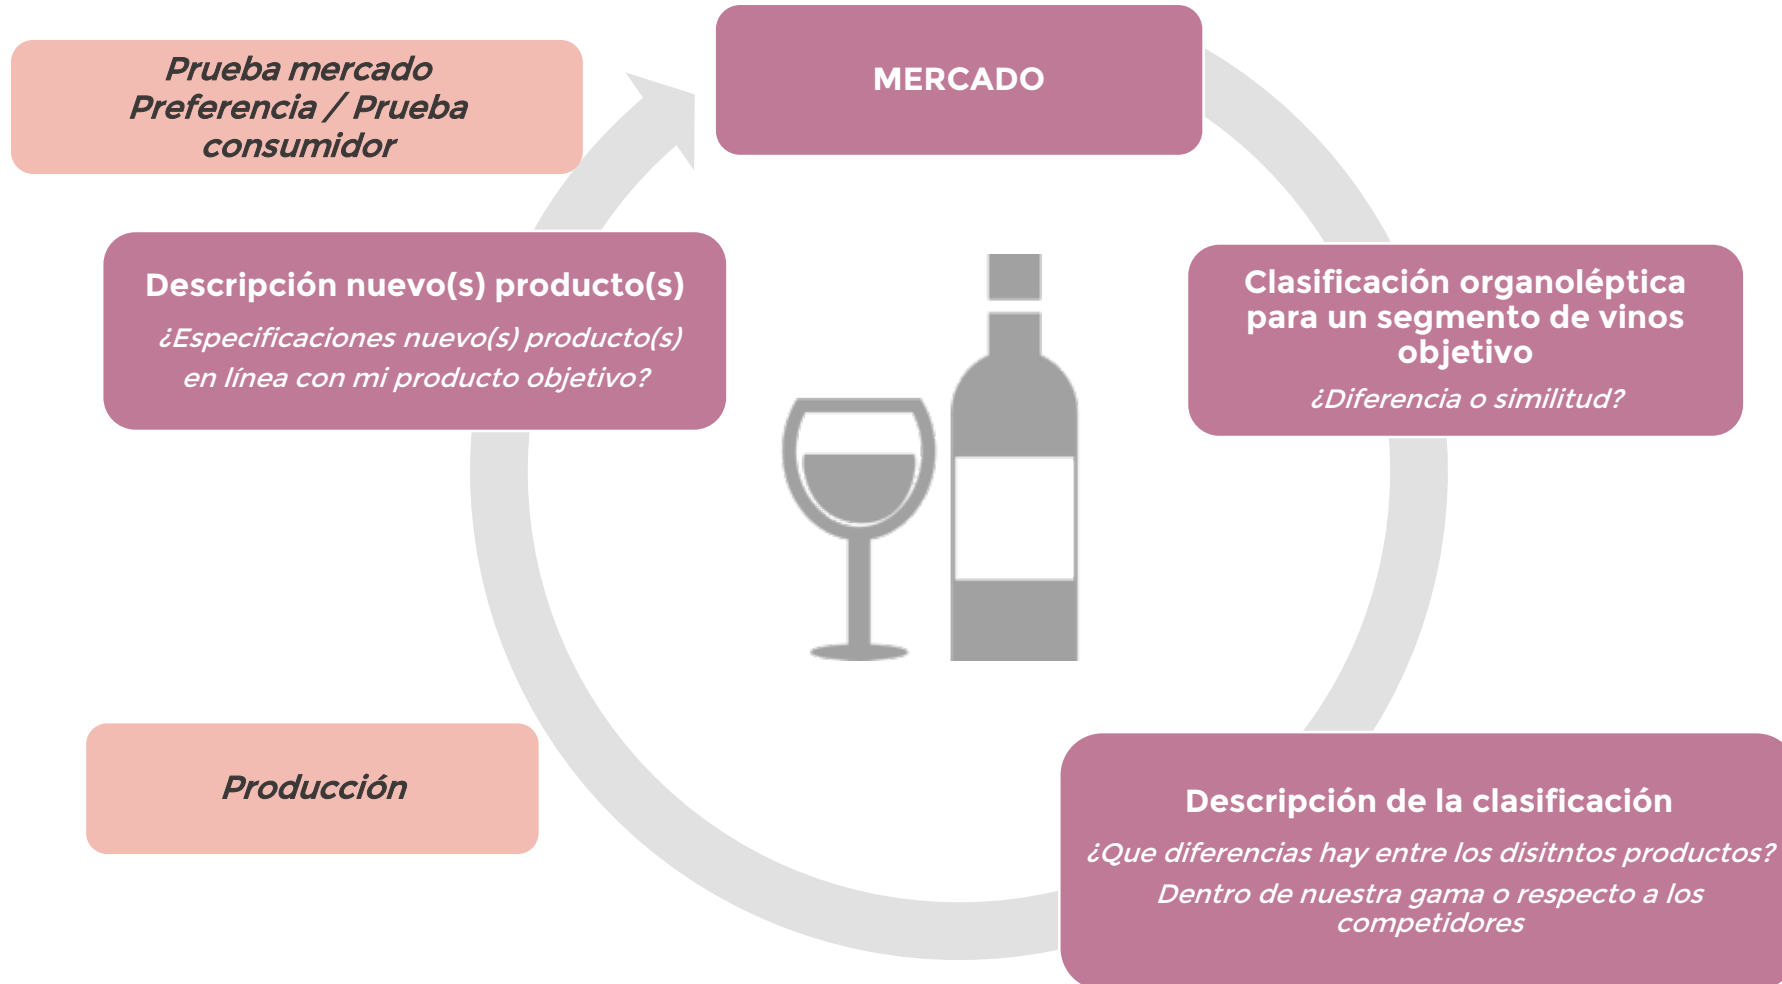 Prueba mercado
Preferencia / Prueba
consumidor
MERCADO
Descripción nuevo(s) producto(s)
¿Especificaciones nuevo(s) producto(s)
en línea con mi producto objetivo?
Clasificación organoléptica
para un segmento de vinos
objetivo
¿Diferencia o similitud?
Producción
Descripción de la clasificación
¿Que diferencias hay entre los disitntos productos?
Dentro de nuestra gama o respecto a los
competidores